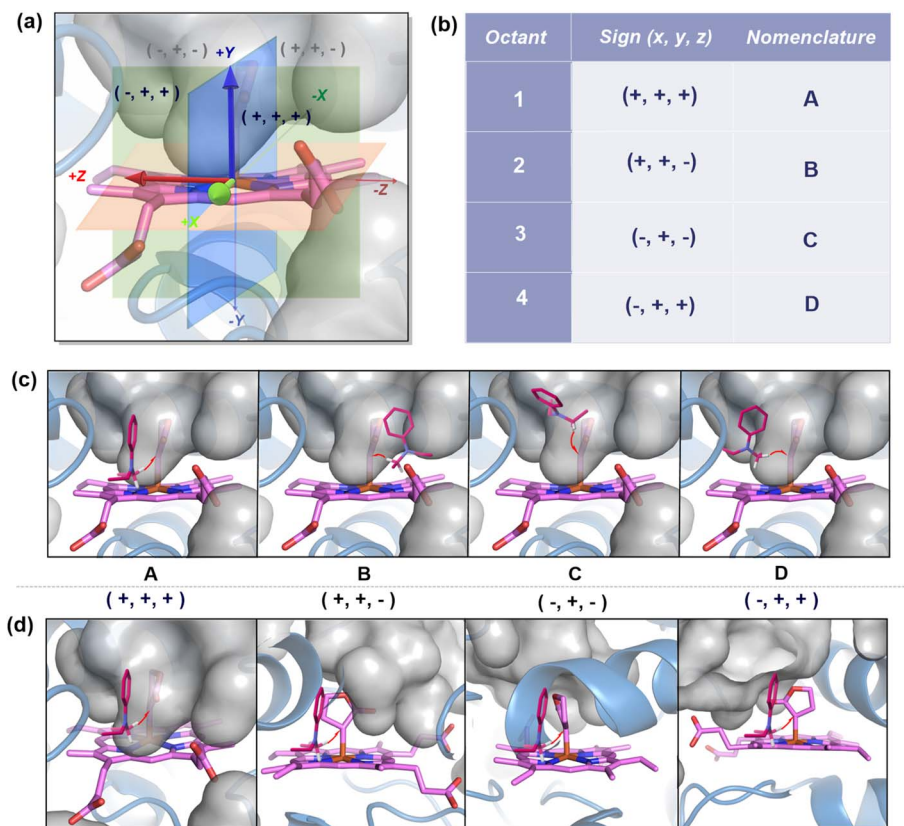 (a)
(-, +, -)
+Y
(+, +, -)
(-, +, +)
-X
(+, +, +)
+Z
-Z
+X
-Y
(b)
Octant Sign (x, y, z) Nomenclature
1 (+, +, +) A
2 (+, +, -) B
3 (-, +, -) C
4 (-, +, +) D
(c)
A B C D
(+, +, +) (+, +, -) (-, +, -) (-, +, +)
(d)